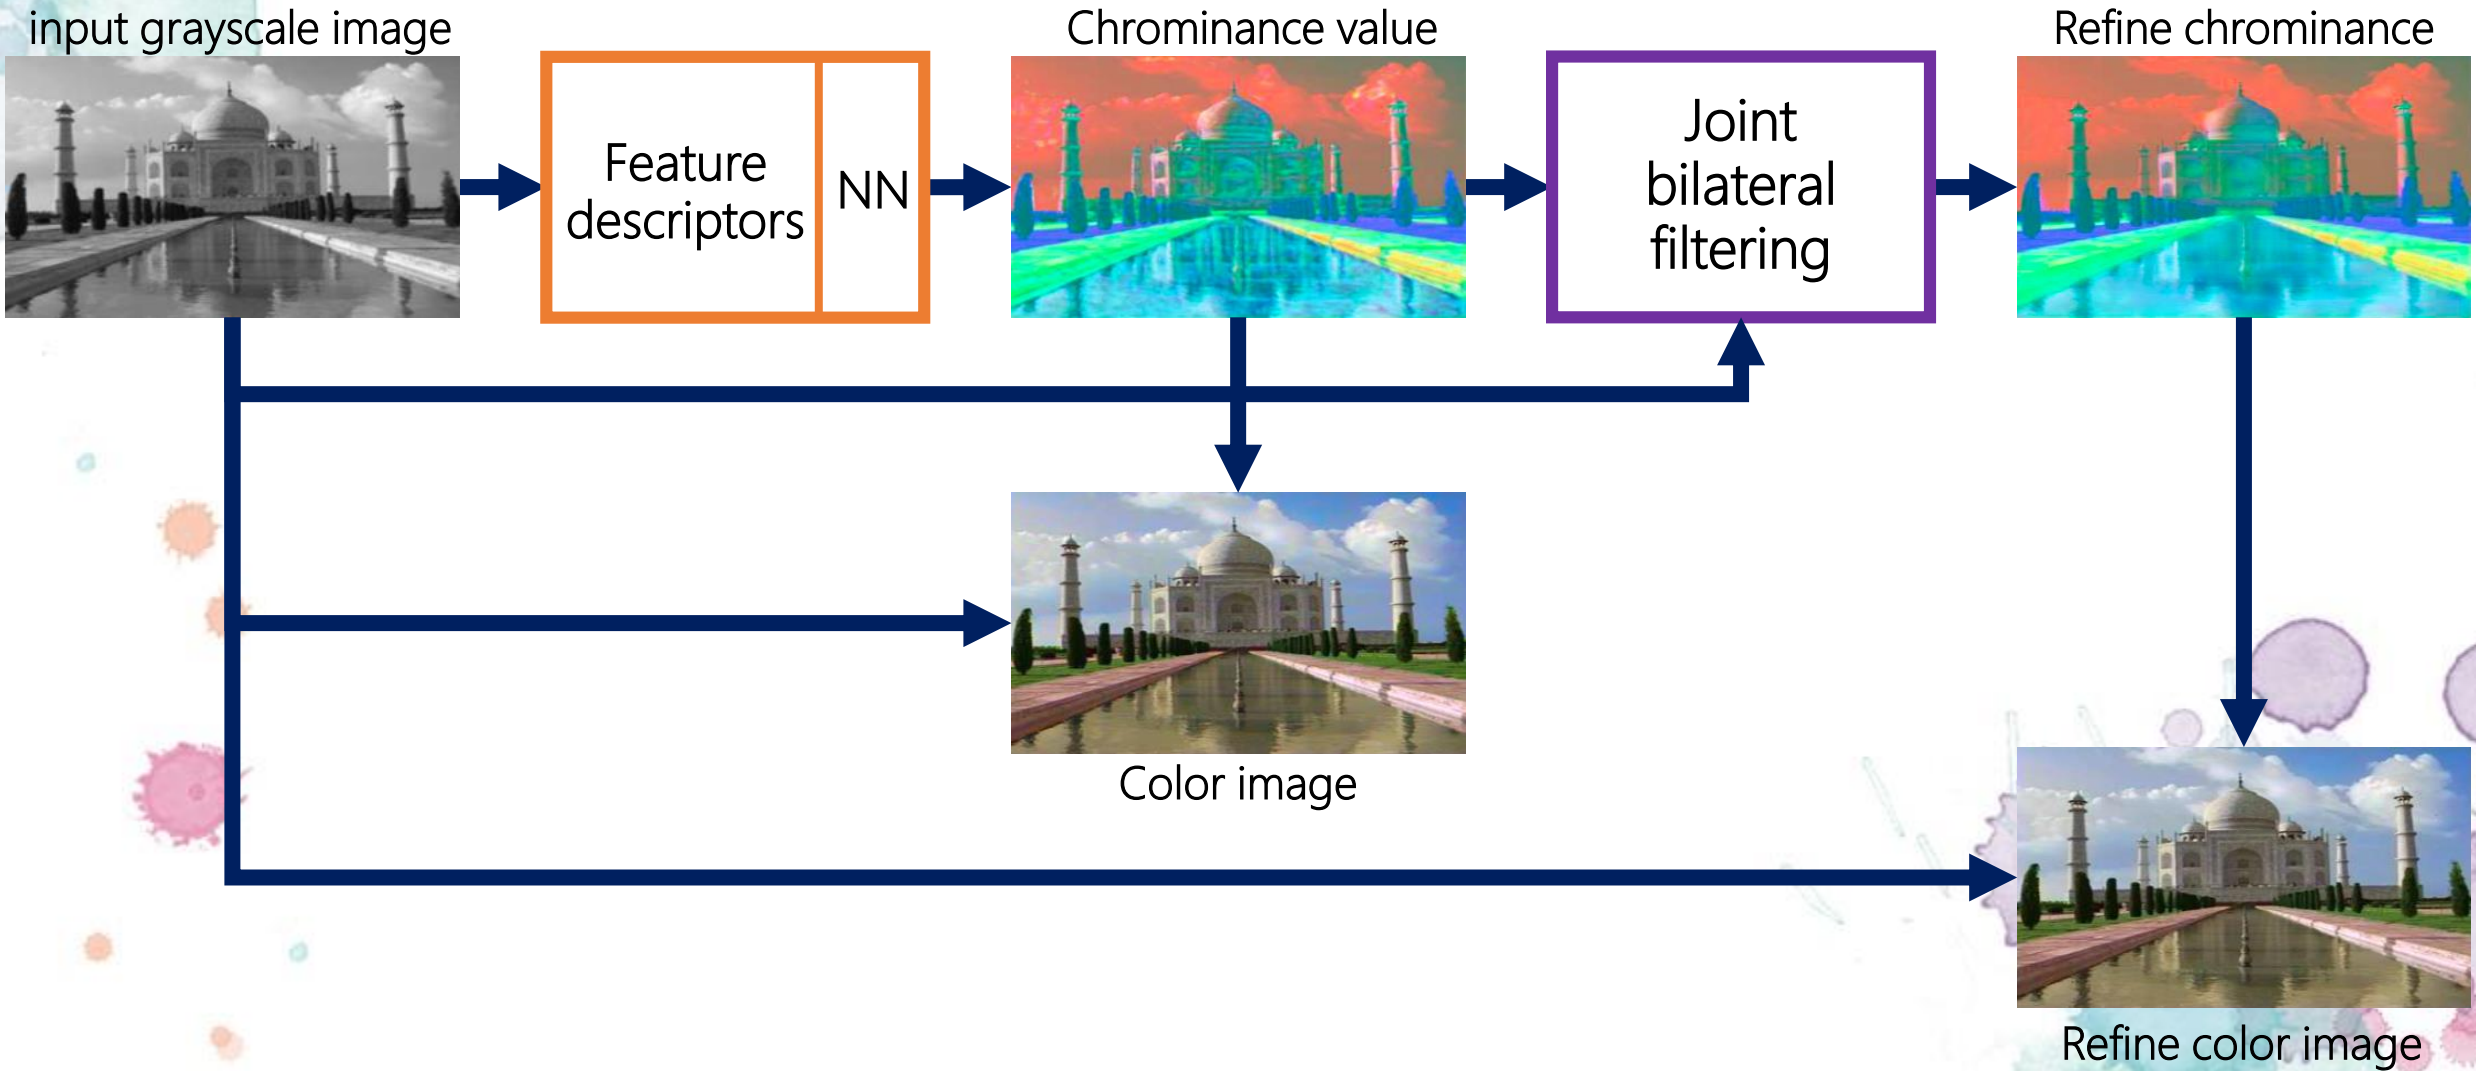 input grayscale image
Chrominance value
Refine chrominance
Feature
descriptors
NN
Joint
bilateral
filtering
Color image
Refine color image